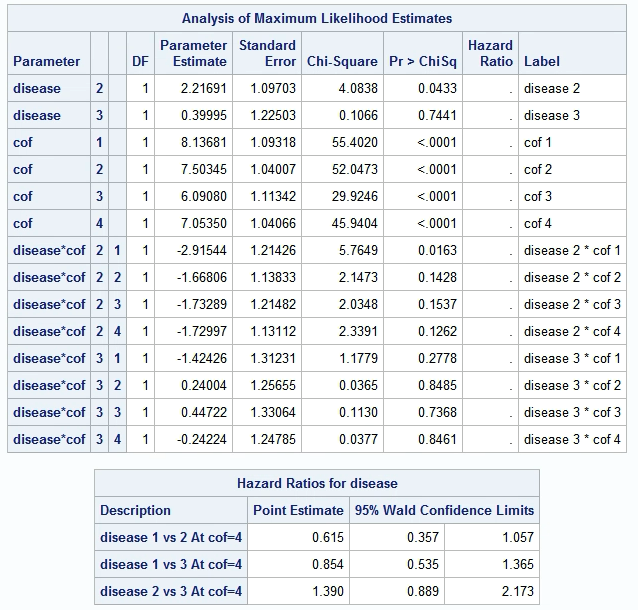 Analysis of Maximum Likelihood Estimates
Parameter DF Parameter Estimate Standard Error Chi-Square Pr > ChiSq Hazard Ratio Label
disease 2 1 2.21691 1.09703 4.0838 0.0433 . disease 2
disease 3 1 0.39995 1.22503 0.1066 0.7441 . disease 3
cof 1 1 8.13681 1.09318 55.4020 <.0001 . cof 1
cof 2 1 7.50345 1.04007 52.0473 <.0001 . cof 2
cof 3 1 6.09080 1.11342 29.9246 <.0001 . cof 3
cof 4 1 7.05350 1.04066 45.9404 <.0001 . cof 4
disease*cof 2 1 1 -2.91544 1.21426 5.7649 0.0163 . disease 2 * cof 1
disease*cof 2 2 1 -1.66806 1.13833 2.1473 0.1428 . disease 2 * cof 2
disease*cof 2 3 1 -1.73289 1.21482 2.0348 0.1537 . disease 2 * cof 3
disease*cof 2 4 1 -1.72997 1.13112 2.3391 0.1262 . disease 2 * cof 4
disease*cof 3 1 1 -1.42426 1.31231 1.1779 0.2778 . disease 3 * cof 1
disease*cof 3 2 1 0.24004 1.25655 0.0365 0.8485 . disease 3 * cof 2
disease*cof 3 3 1 0.44722 1.33064 0.1130 0.7368 . disease 3 * cof 3
disease*cof 3 4 1 -0.24224 1.24785 0.0377 0.8461 . disease 3 * cof 4
Hazard Ratios for disease
Description Point Estimate 95% Wald Confidence Limits
disease 1 vs 2 At cof=4 0.615 0.357 1.057
disease 1 vs 3 At cof=4 0.854 0.535 1.365
disease 2 vs 3 At cof=4 1.390 0.889 2.173